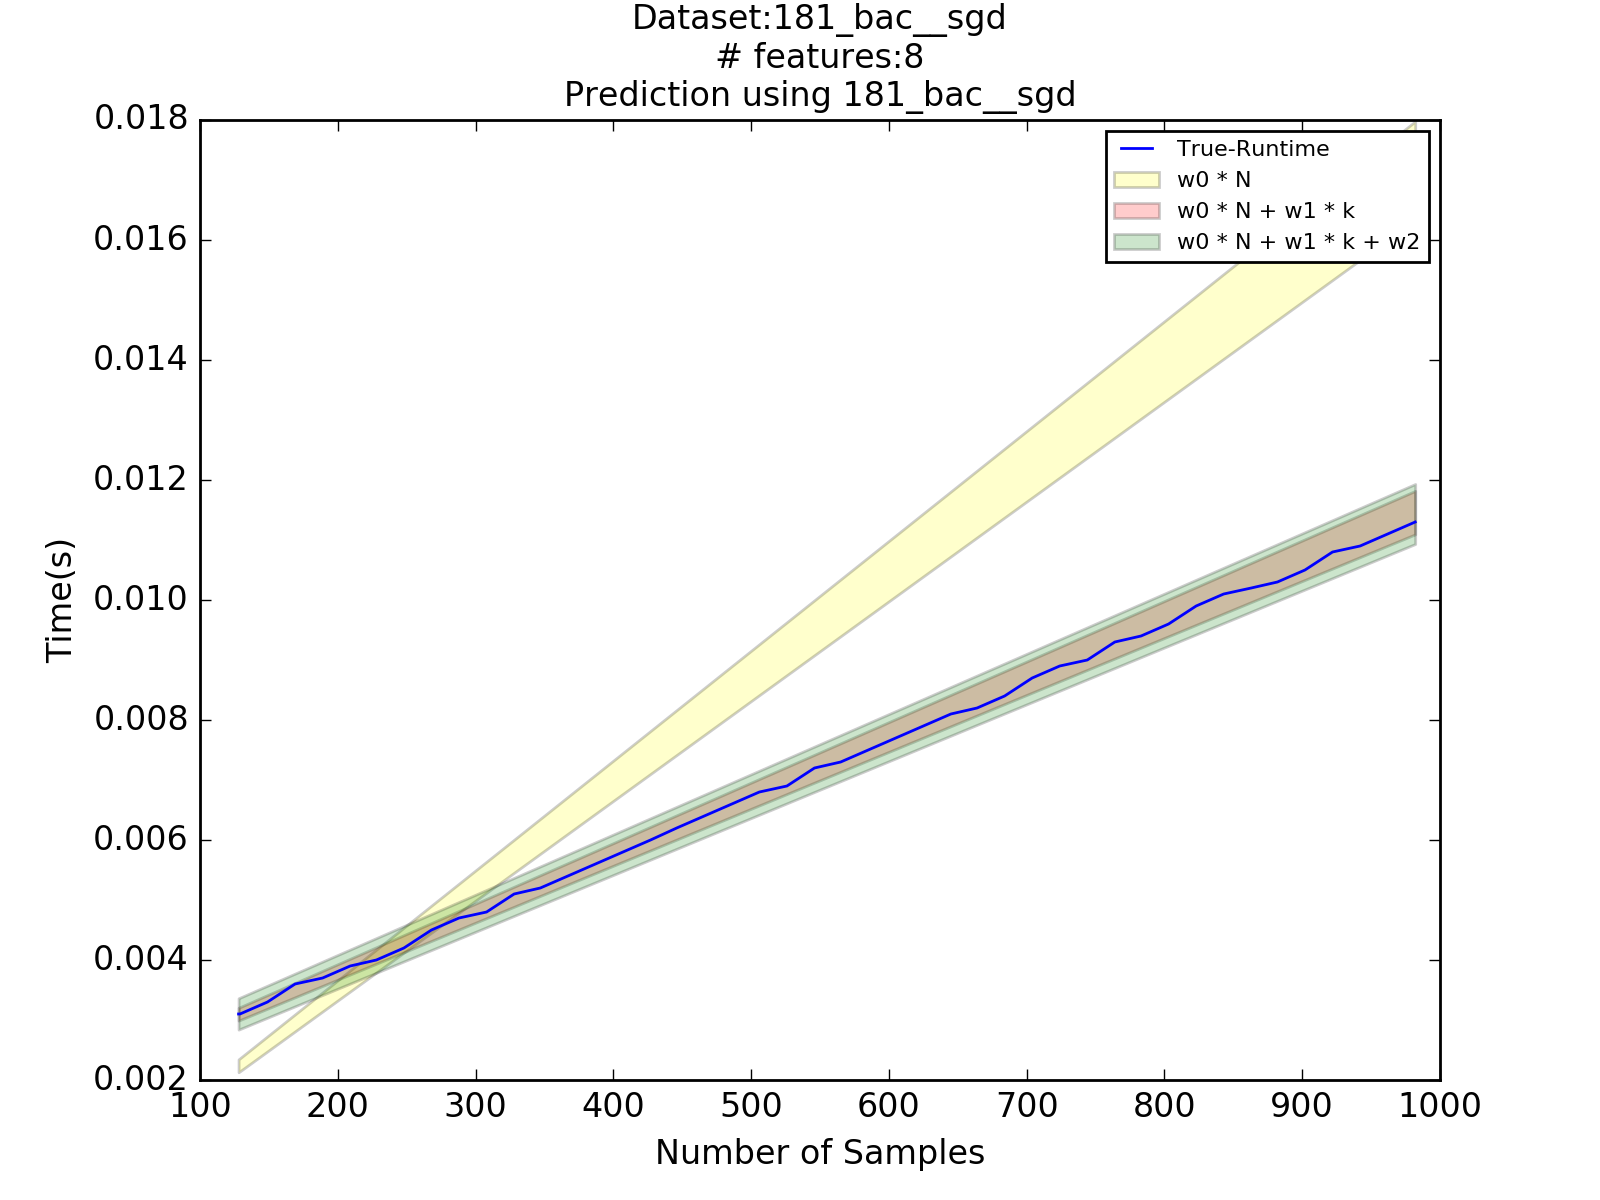 Dataset:181_bac__sgd
# features:8
Prediction using 181_bac__sgd
0.018
0.016
0.014
0.012
0.010
0.008
0.006
0.004
0.002
Time(s)
True-Runtime
w0 * N
w0 * N + w1 * k
w0 * N + w1 * k + w2
100 200 300 400 500 600 700 800 900 1000
Number of Samples